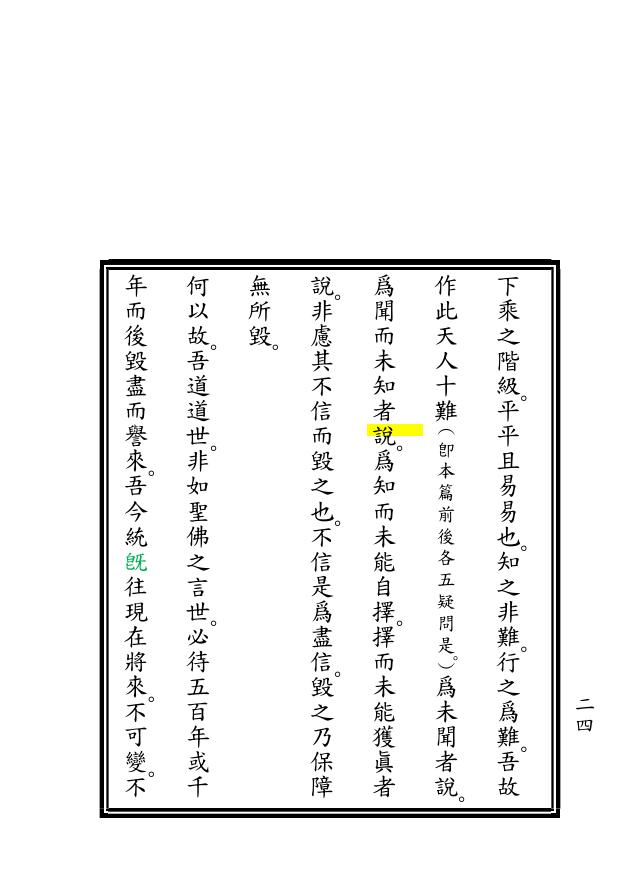 下乘之階級。平平且易易也。知之非難。行之爲難。吾故
作此天人十難（卽本篇前後各五疑問是。）爲未聞者說。
爲聞而未知者說。爲知而未能自擇。擇而未能獲眞者
說。非慮其不信而毀之也。不信是爲盡信。毀之乃保障
無所毀。
何以故。吾道道世。非如聖佛之言世。必待五百年或千
年而後毀盡而譽來。吾今統旣往現在將來。不可變。不
二四